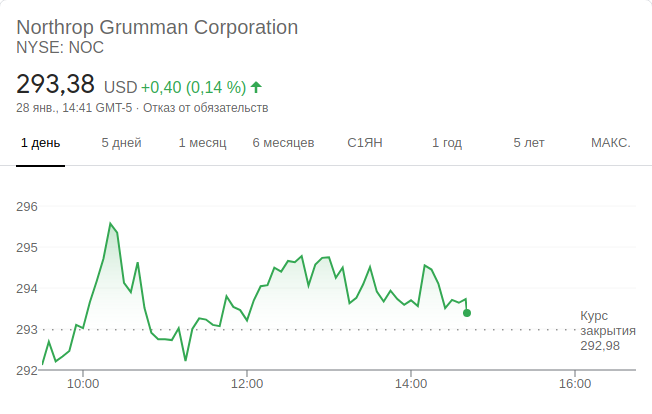 Northrop Grumman Corporation
NYSE: NOC
293,38 USD +0,40 (0,14 %)
28 янв., 14:41 GMT-5 · Отказ от обязательств
1 день 5 дней 1 месяц 6 месяцев С1ЯН 1 год 5 лет МАКС.
296
295
294
293
292
Курс
закрытия
292,98
10:00 12:00 14:00 16:00